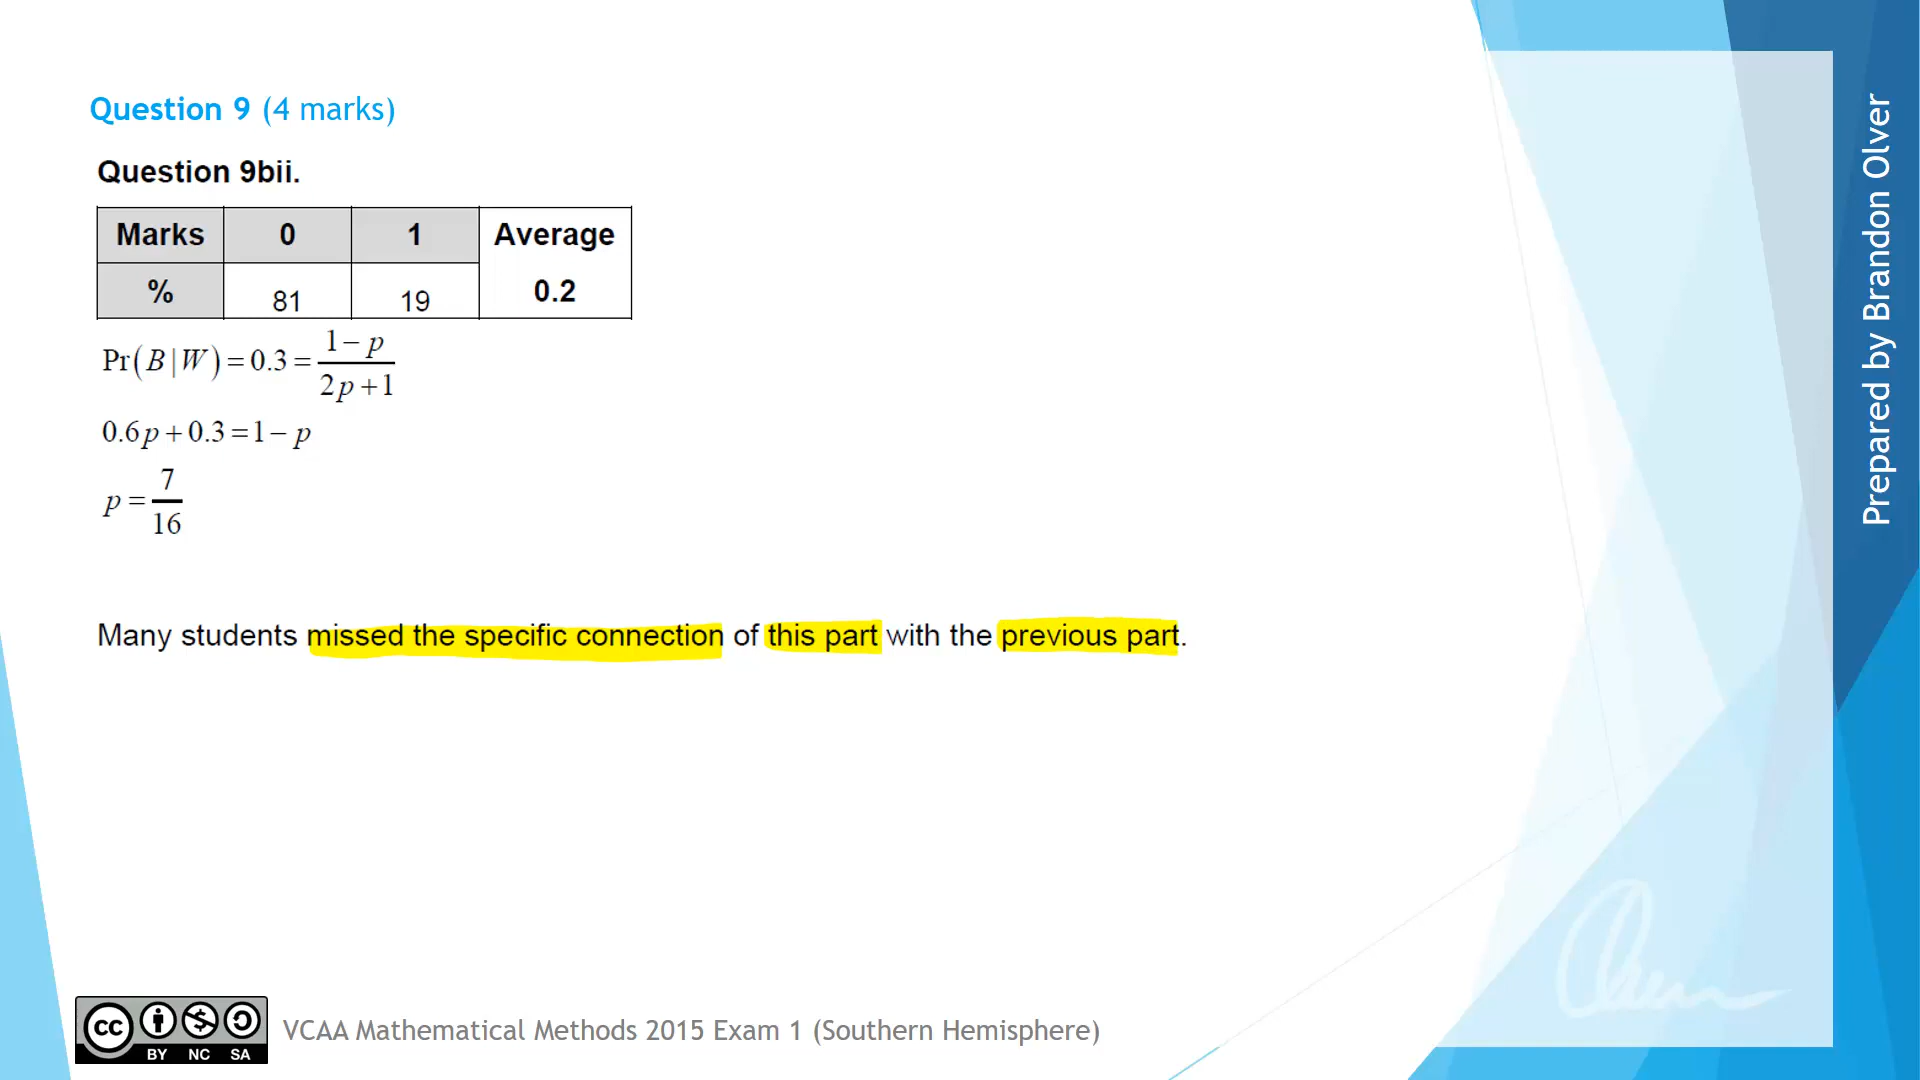 Question 9 (4 marks)
Question 9bii.
Marks 0 1 Average
% 81 19 0.2
Pr(B|W) = 0.3 = (1 − p)/(2p + 1)
0.6p + 0.3 = 1 − p
p = 7/16
Many students missed the specific connection of this part with the previous part.
Prepared by Brandon Olver
cc BY NC SA
VCAA Mathematical Methods 2015 Exam 1 (Southern Hemisphere)